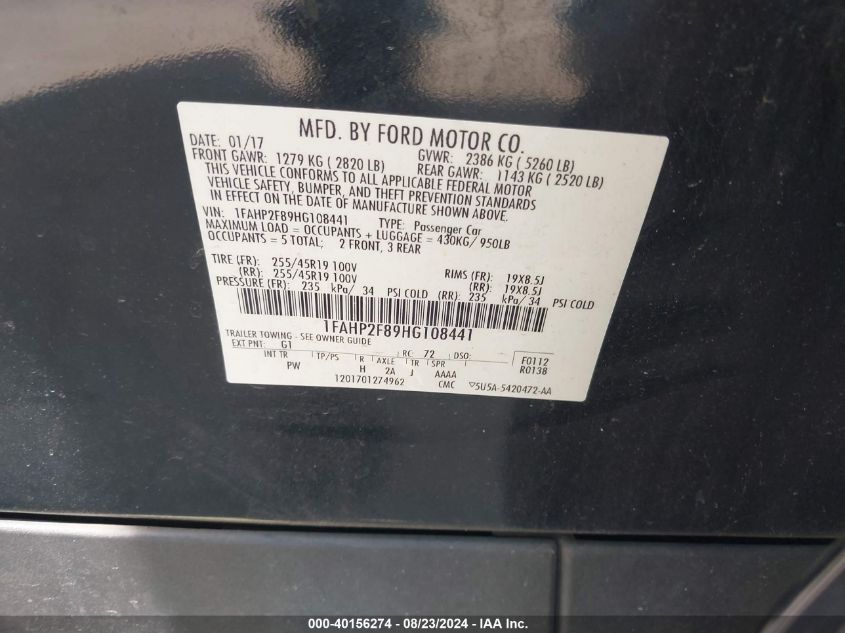 MFD. BY FORD MOTOR CO.
DATE: 01/17 GVWR: 2386 KG ( 5260 LB)
FRONT GAWR: 1279 KG ( 2820 LB) REAR GAWR: 1143 KG ( 2520 LB)
THIS VEHICLE CONFORMS TO ALL APPLICABLE FEDERAL MOTOR
VEHICLE SAFETY, BUMPER, AND THEFT PREVENTION STANDARDS
IN EFFECT ON THE DATE OF MANUFACTURE SHOWN ABOVE.
VIN: 1FAHP2F89HG108441 TYPE: Passenger Car
MAXIMUM LOAD = OCCUPANTS + LUGGAGE = 430KG/ 950LB
OCCUPANTS = 5 TOTAL; 2 FRONT, 3 REAR
TIRE (FR): 255/45R19 100V RIMS (FR): 19X8.5J
(RR): 255/45R19 100V (RR): 19X8.5J
PRESSURE (FR): 235 kPa/ 34 PSI COLD (RR): 235 kPa/ 34 PSI COLD
1FAHP2F89HG108441
TRAILER TOWING - SEE OWNER GUIDE
EXT PNT: G1 RC: 72 DSO: F0112
INT TR TP/PS R AXLE TR SPR R0138
PW H 2A J AAAA
1201701274962 CMC 5U5A-5420472-AA
000-40156274 - 08/23/2024 - IAA Inc.